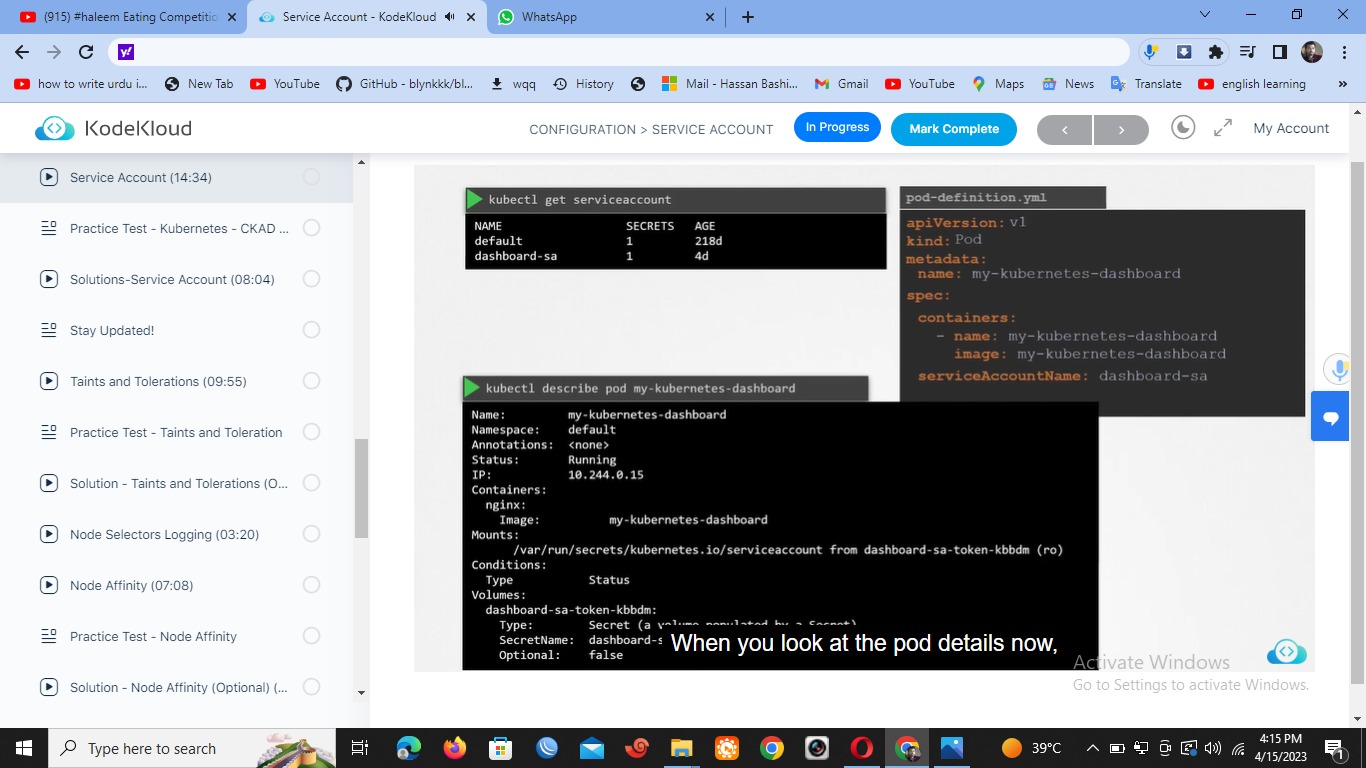 (915) #haleem Eating Competitio
Service Account - KodeKloud
WhatsApp
how to write urdu i...
New Tab
YouTube
GitHub - blynkkk/bl...
wqq
History
Mail - Hassan Bashi...
Gmail
YouTube
Maps
News
Translate
english learning
»
KodeKloud
CONFIGURATION > SERVICE ACCOUNT
In Progress
Mark Complete
My Account
Service Account (14:34)
Practice Test - Kubernetes - CKAD ...
Solutions-Service Account (08:04)
Stay Updated!
Taints and Tolerations (09:55)
Practice Test - Taints and Toleration
Solution - Taints and Tolerations (O...
Node Selectors Logging (03:20)
Node Affinity (07:08)
Practice Test - Node Affinity
Solution - Node Affinity (Optional) (...
kubectl get serviceaccount
NAME SECRETS AGE
default 1 218d
dashboard-sa 1 4d
pod-definition.yml
apiVersion: v1
kind: Pod
metadata:
name: my-kubernetes-dashboard
spec:
containers:
- name: my-kubernetes-dashboard
image: my-kubernetes-dashboard
serviceAccountName: dashboard-sa
kubectl describe pod my-kubernetes-dashboard
Name: my-kubernetes-dashboard
Namespace: default
Annotations: <none>
Status: Running
IP: 10.244.0.15
Containers:
nginx:
Image: my-kubernetes-dashboard
Mounts:
/var/run/secrets/kubernetes.io/serviceaccount from dashboard-sa-token-kbbdm (ro)
Conditions:
Type Status
Volumes:
dashboard-sa-token-kbbdm:
Type: Secret (a volume populated by a Secret)
SecretName: dashboard-s
Optional: false
When you look at the pod details now,
Activate Windows
Go to Settings to activate Windows.
Type here to search
39°C
4:15 PM
4/15/2023
1